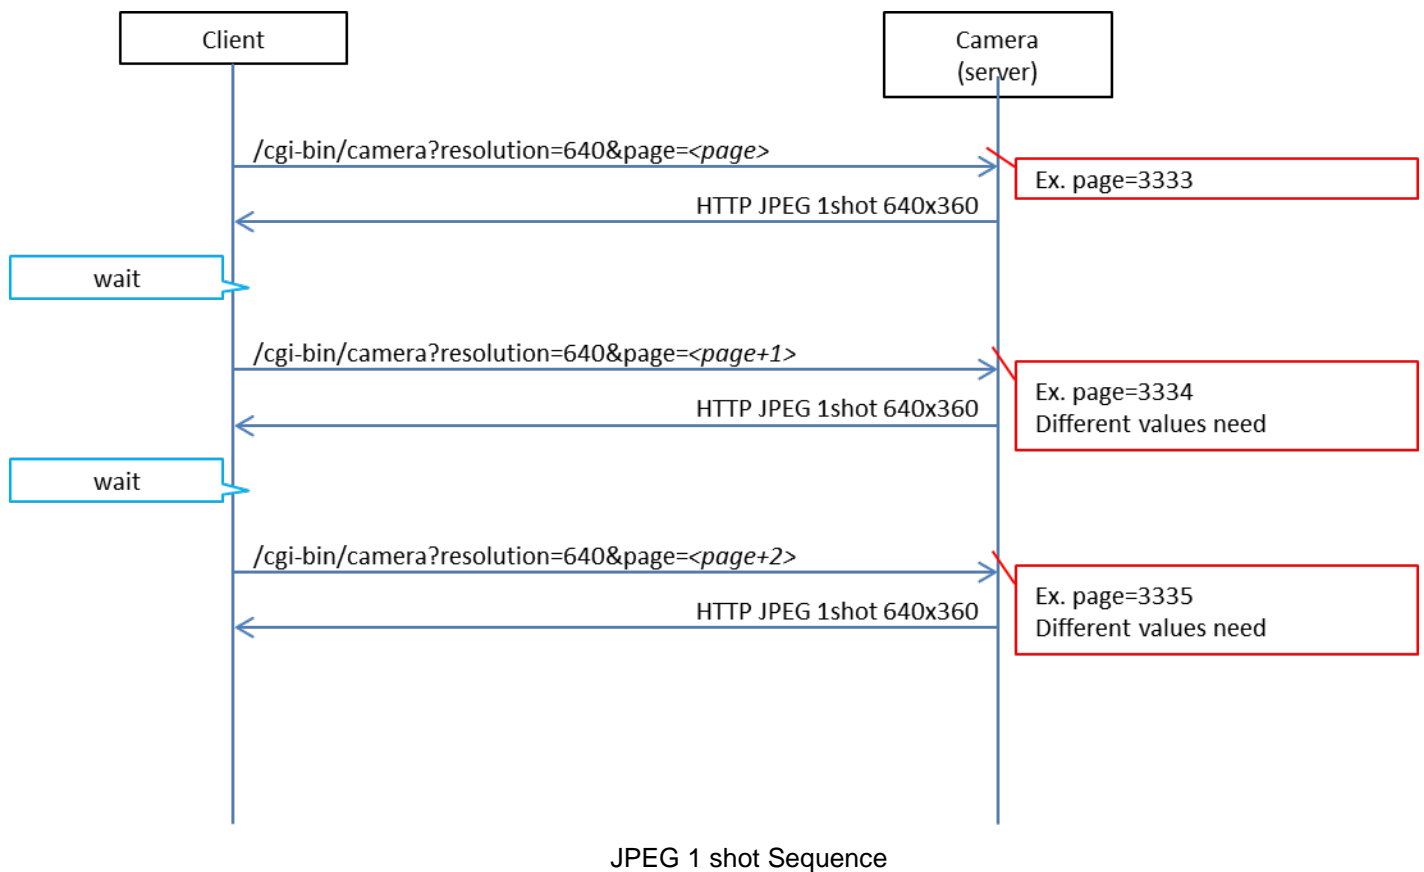 Client
Camera
(server)
/cgi-bin/camera?resolution=640&page=<page>
Ex. page=3333
HTTP JPEG 1shot 640x360
wait
/cgi-bin/camera?resolution=640&page=<page+1>
Ex. page=3334
Different values need
HTTP JPEG 1shot 640x360
wait
/cgi-bin/camera?resolution=640&page=<page+2>
Ex. page=3335
Different values need
HTTP JPEG 1shot 640x360
JPEG 1 shot Sequence